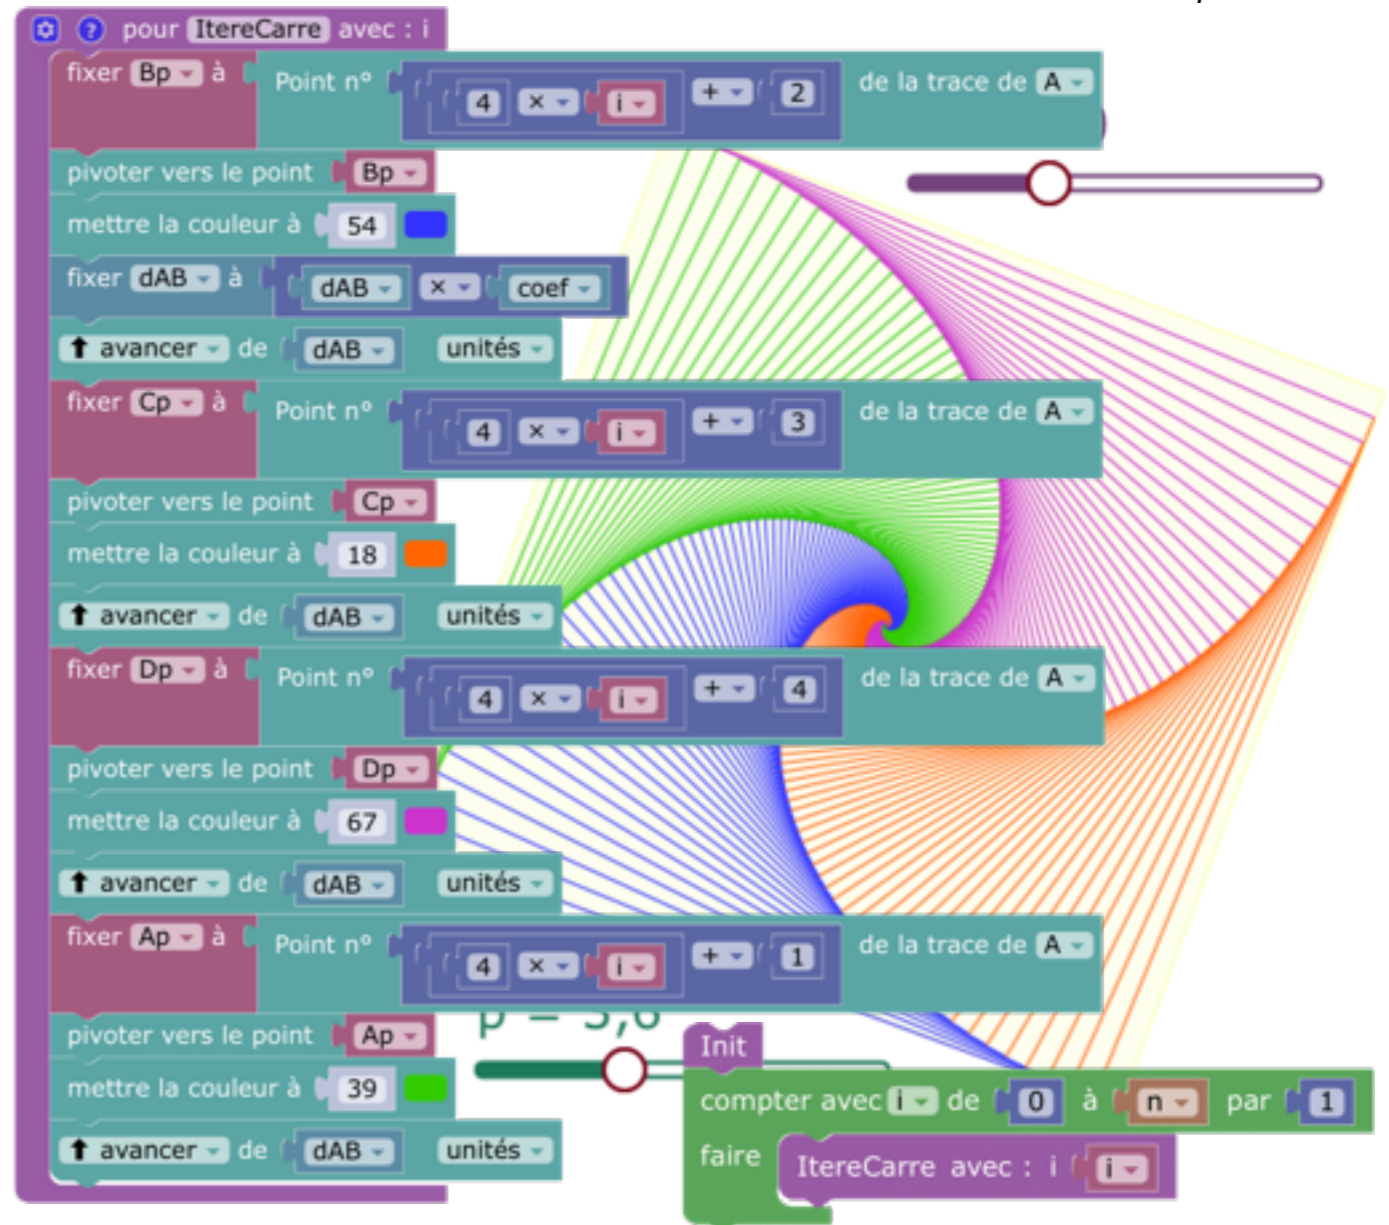 pour ItereCarre avec : i
fixer Bp à Point n° 4 × i + 2 de la trace de A
pivoter vers le point Bp
mettre la couleur à 54
fixer dAB à dAB × coef
avancer de dAB unités
fixer Cp à Point n° 4 × i + 3 de la trace de A
pivoter vers le point Cp
mettre la couleur à 18
avancer de dAB unités
fixer Dp à Point n° 4 × i + 4 de la trace de A
pivoter vers le point Dp
mettre la couleur à 67
avancer de dAB unités
fixer Ap à Point n° 4 × i + 1 de la trace de A
pivoter vers le point Ap
mettre la couleur à 39
avancer de dAB unités
Init
compter avec i de 0 à n par 1
faire ItereCarre avec : i i